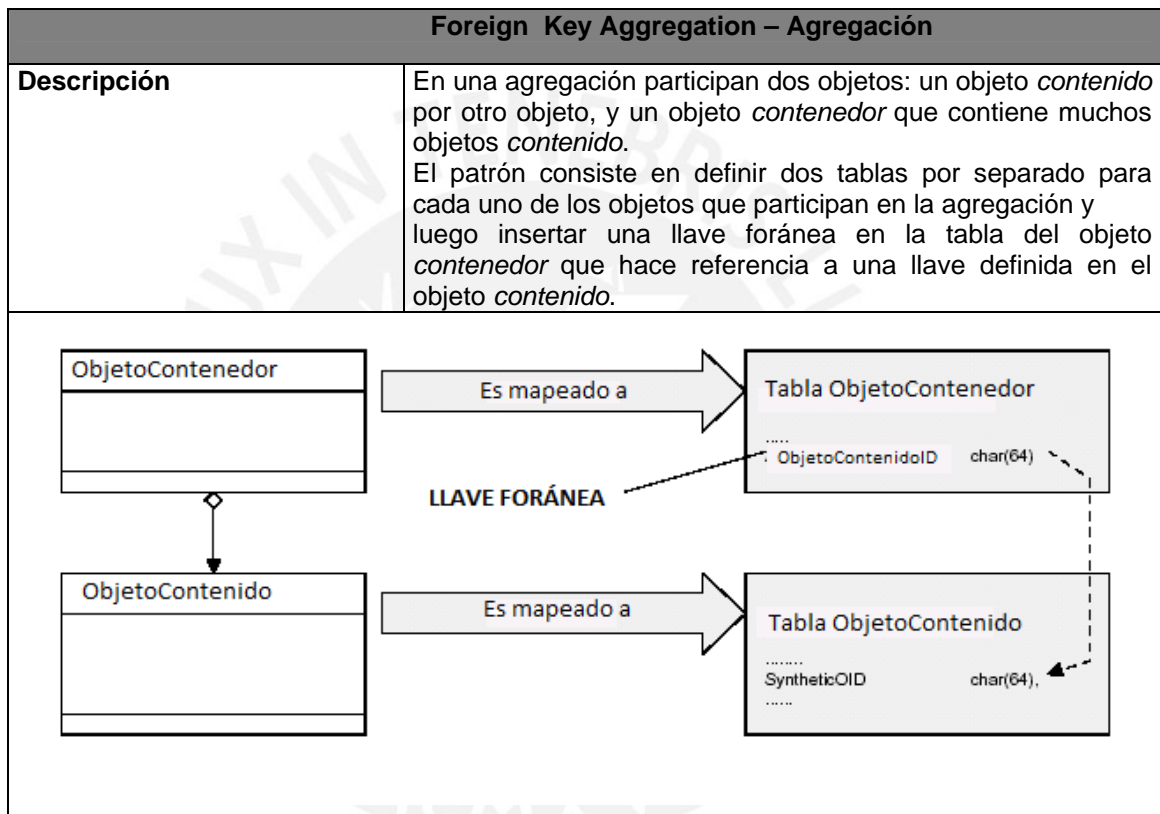 Foreign Key Aggregation – Agregación
Descripción
En una agregación participan dos objetos: un objeto contenido
por otro objeto, y un objeto contenedor que contiene muchos
objetos contenido.
El patrón consiste en definir dos tablas por separado para
cada uno de los objetos que participan en la agregación y
luego insertar una llave foránea en la tabla del objeto
contenedor que hace referencia a una llave definida en el
objeto contenido.
ObjetoContenedor
Es mapeado a
Tabla ObjetoContenedor
.....
ObjetoContenidoID char(64)
LLAVE FORÁNEA
ObjetoContenido
Es mapeado a
Tabla ObjetoContenido
........
SyntheticOID char(64),
......